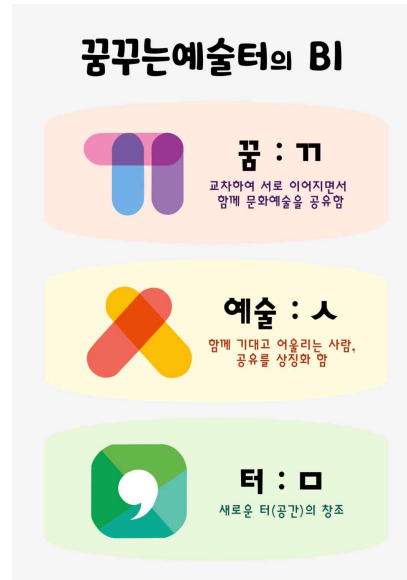 꿈꾸는예술터의 BI
꿈 : ㄲ
교차하여 서로 이어지면서
함께 문화예술을 공유함
예술 : ㅅ
함께 기대고 어울리는 사람,
공유를 상징화 함
터 : ㅁ
새로운 터(공간)의 창조